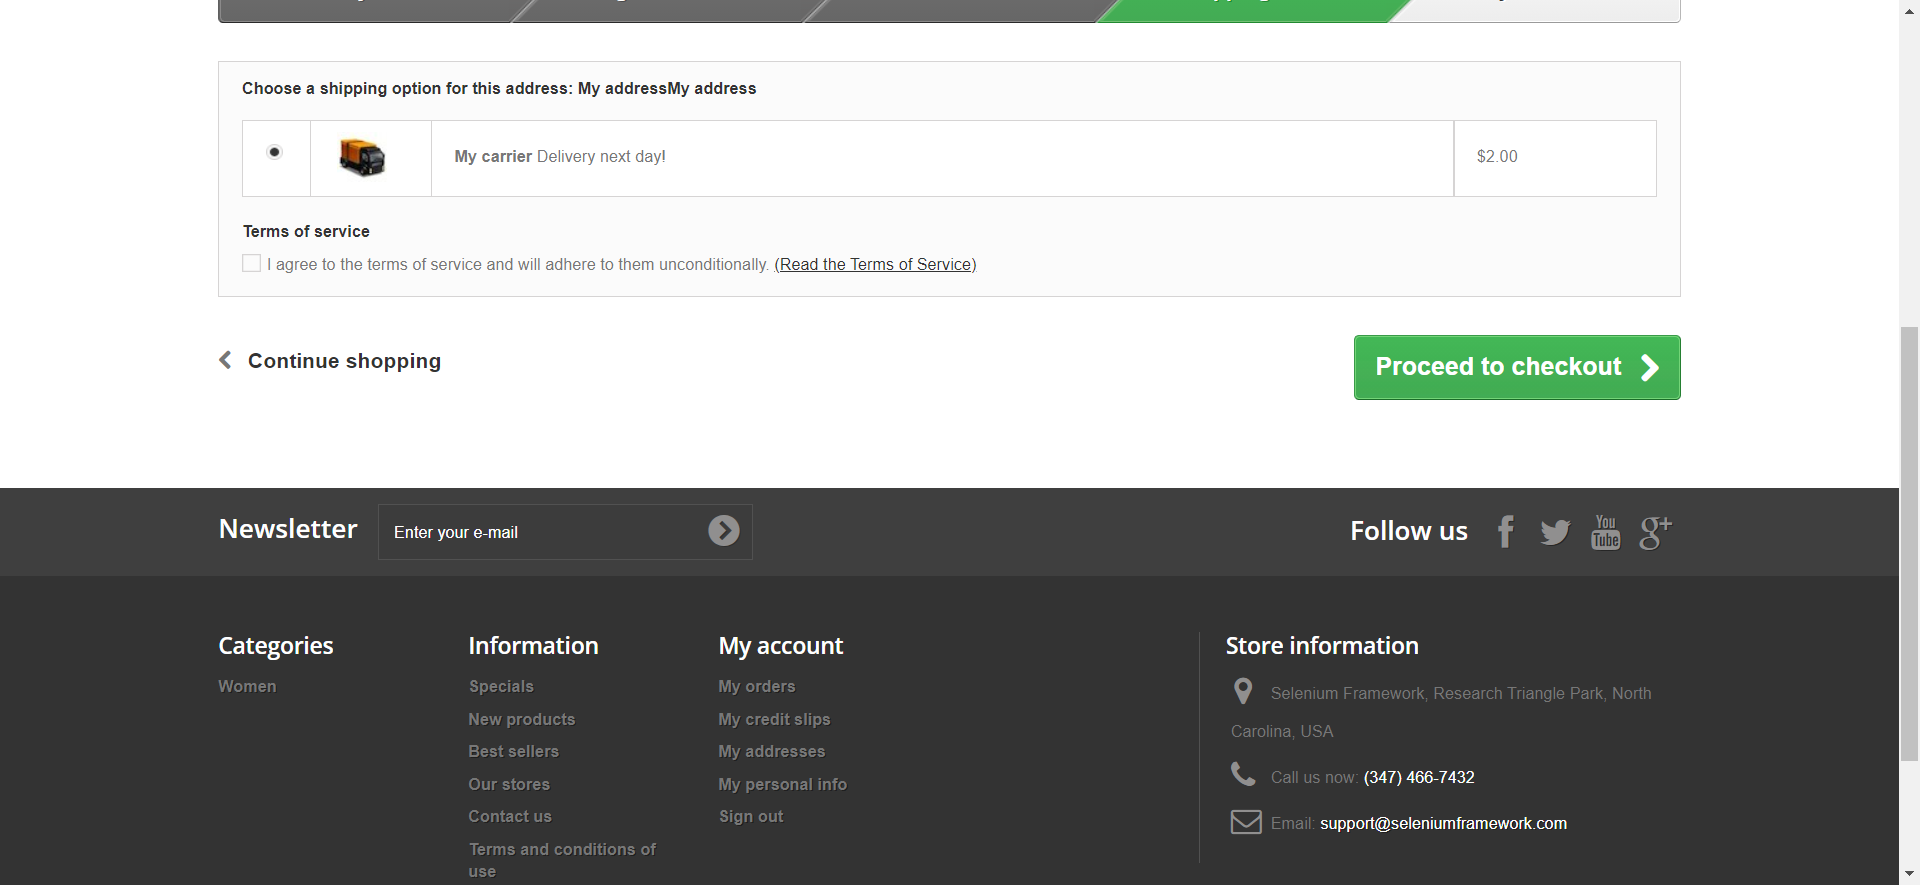 Choose a shipping option for this address: My addressMy address
My carrier Delivery next day!
$2.00
Terms of service
I agree to the terms of service and will adhere to them unconditionally. (Read the Terms of Service)
Continue shopping
Proceed to checkout
Newsletter
Enter your e-mail
Follow us
You
Tube
g+
Categories
Women
Information
Specials
New products
Best sellers
Our stores
Contact us
Terms and conditions of
use
My account
My orders
My credit slips
My addresses
My personal info
Sign out
Store information
Selenium Framework, Research Triangle Park, North
Carolina, USA
Call us now: (347) 466-7432
Email: support@seleniumframework.com